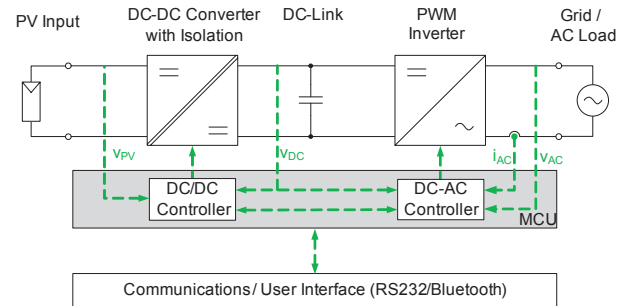 PV Input
DC-DC Converter
with Isolation
DC-Link
PWM
Inverter
Grid /
AC Load
vPV
vDC
iAC
vAC
DC/DC
Controller
DC-AC
Controller
MCU
Communications/ User Interface (RS232/Bluetooth)